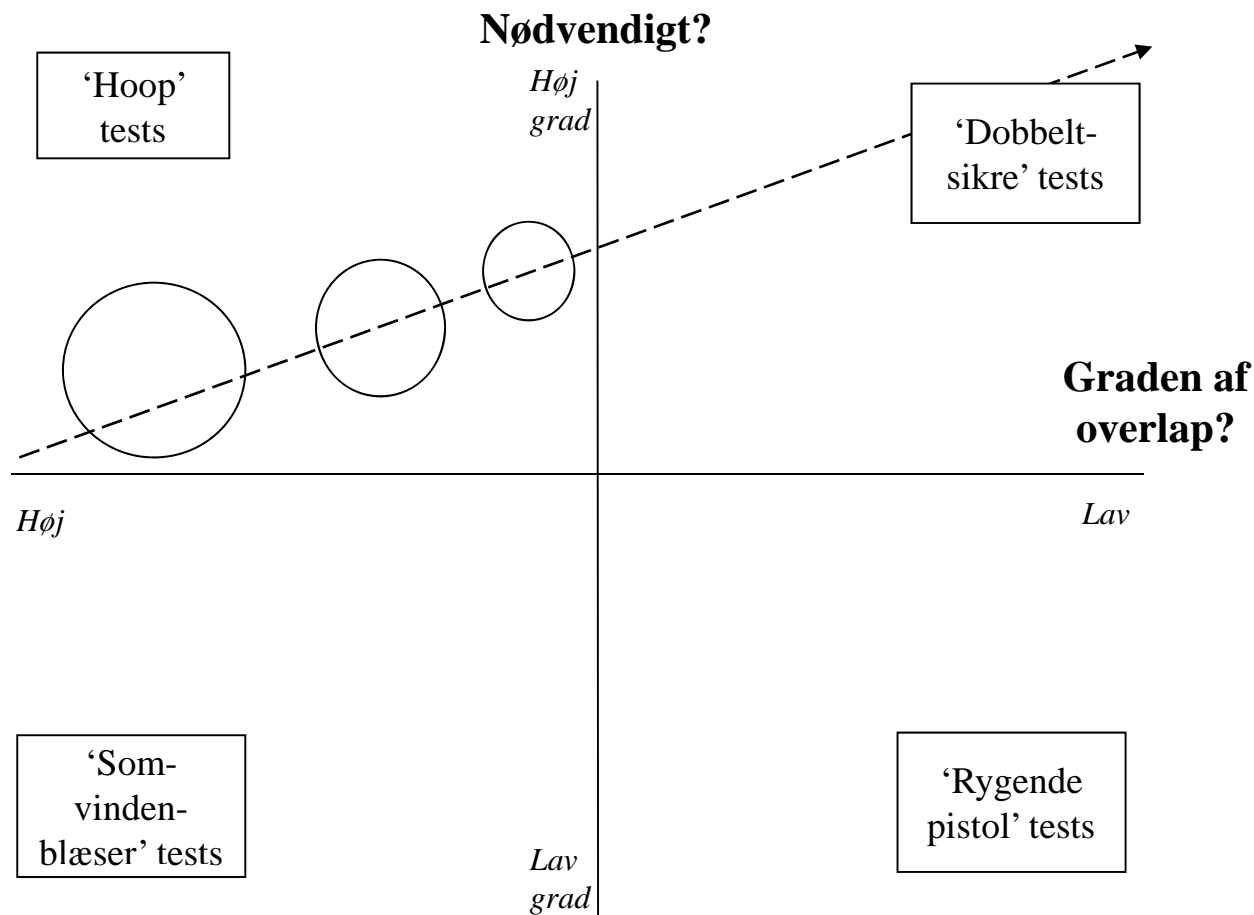 Nødvendigt?
‘Hoop’
tests
Høj
grad
‘Dobbelt-
sikre’ tests
Graden af
overlap?
Høj
Lav
‘Som-
vinden-
blæser’ tests
‘Rygende
pistol’ tests
Lav
grad